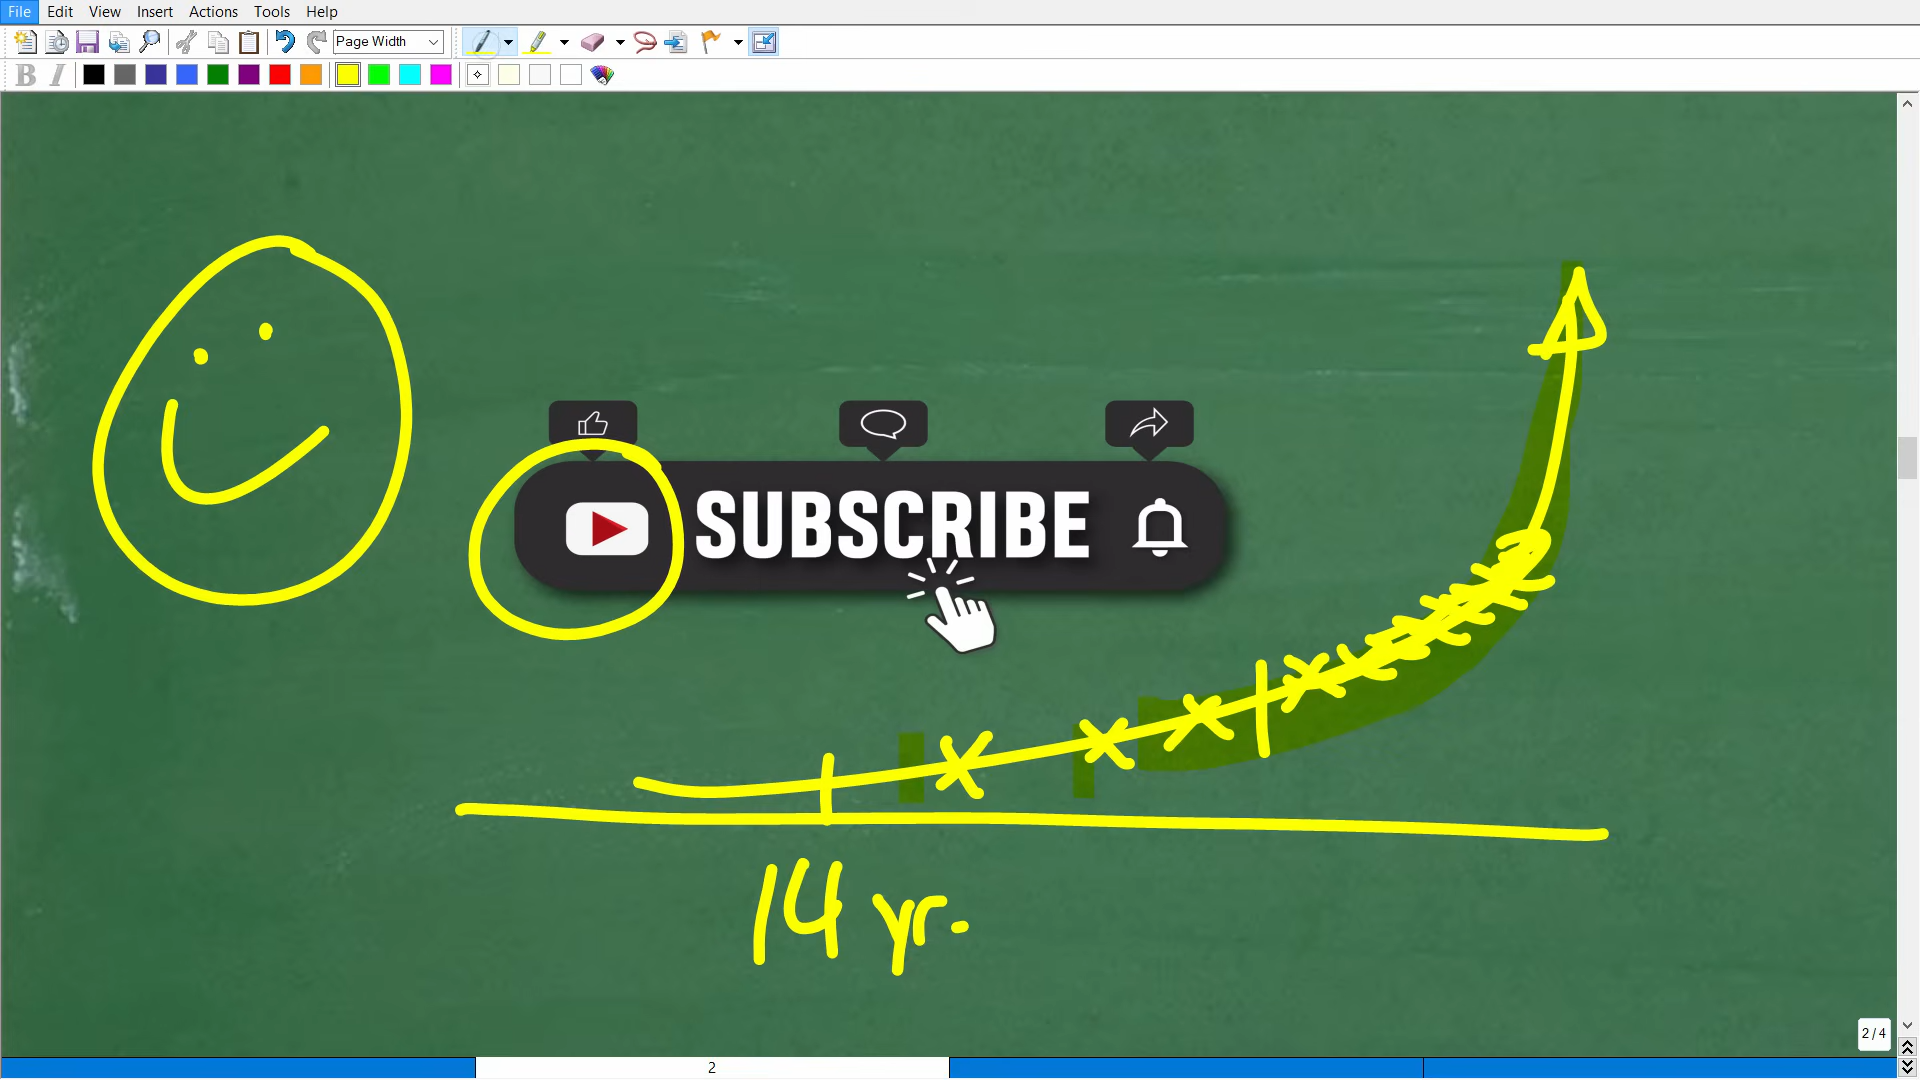 File Edit View Insert Actions Tools Help
Page Width
B I
SUBSCRIBE
14 yr.
2 / 4
2